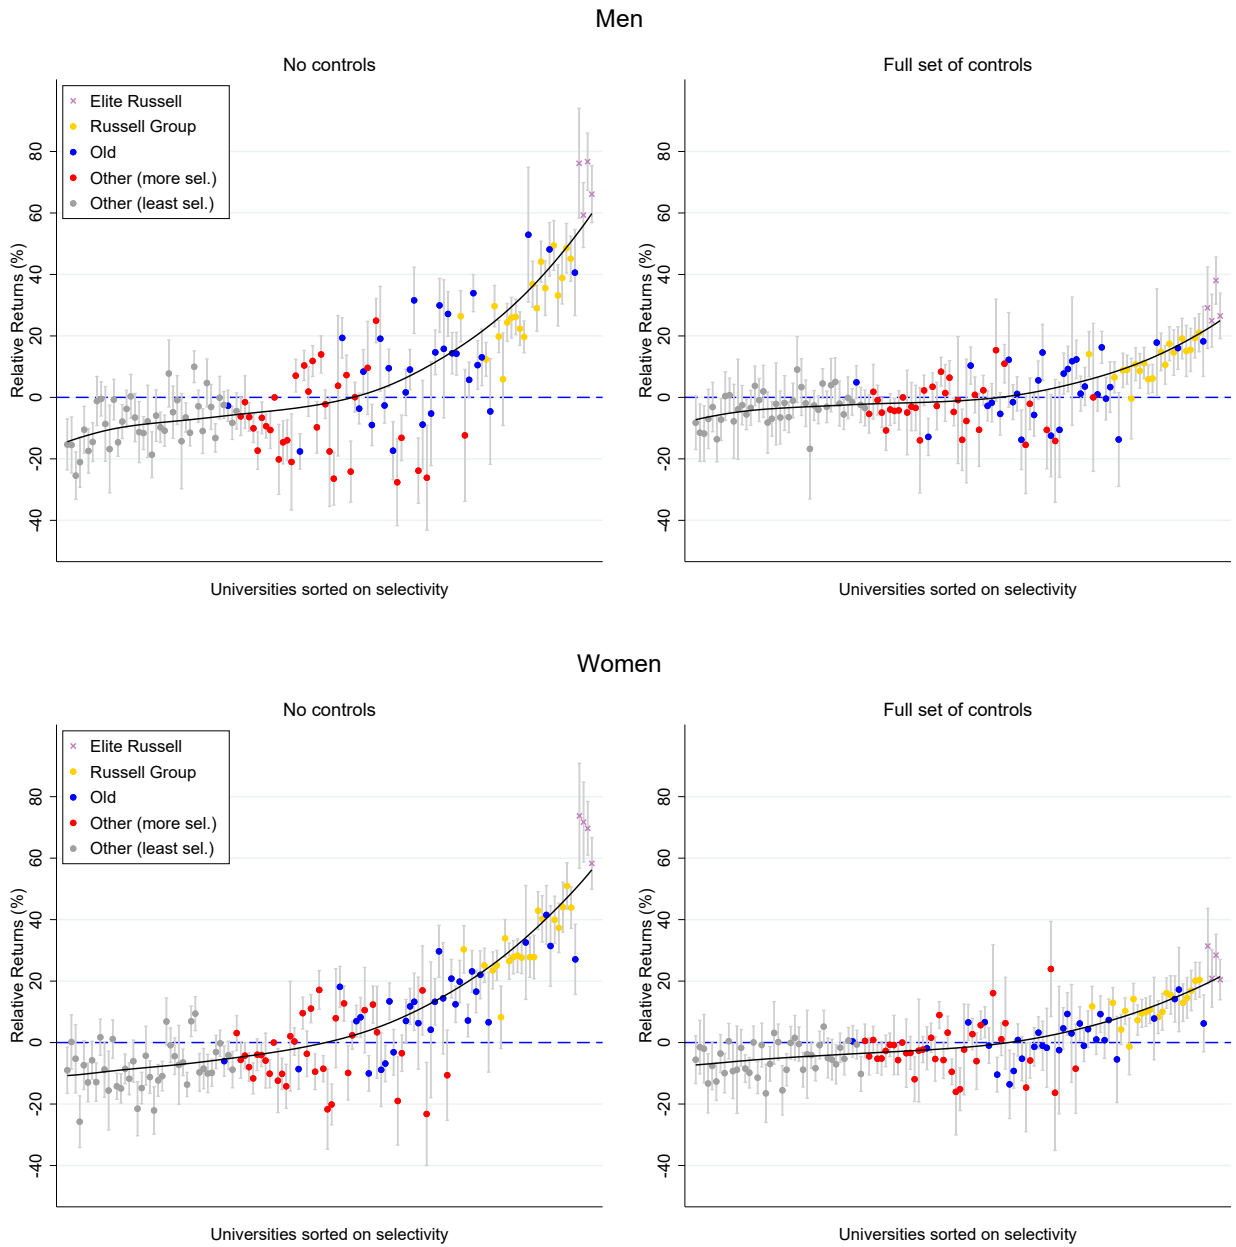 Men
No controls
Full set of controls
Relative Returns (%)
80
60
40
20
0
-20
-40
Elite Russell
Russell Group
Old
Other (more sel.)
Other (least sel.)
Universities sorted on selectivity
Relative Returns (%)
80
60
40
20
0
-20
-40
Universities sorted on selectivity
Women
No controls
Full set of controls
Relative Returns (%)
80
60
40
20
0
-20
-40
Elite Russell
Russell Group
Old
Other (more sel.)
Other (least sel.)
Universities sorted on selectivity
Relative Returns (%)
80
60
40
20
0
-20
-40
Universities sorted on selectivity